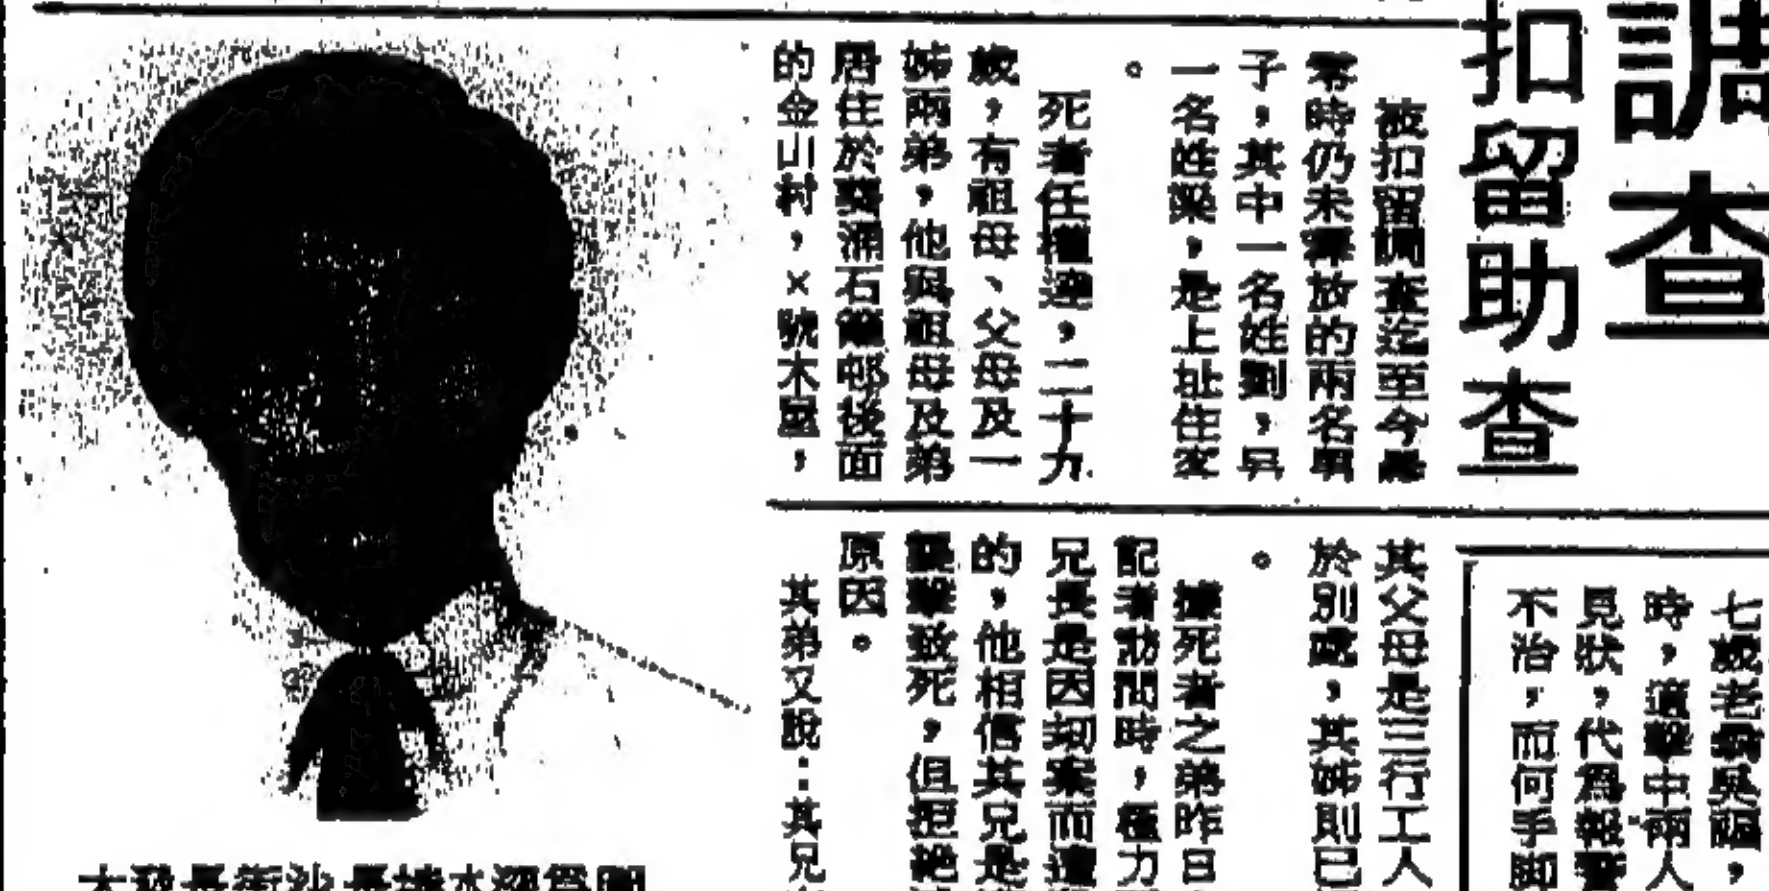 調查
扣留助查
被扣留調查迄至今晨
零時仍未釋放的兩名男
子，其中一名姓劉，另
一名姓梁，是上址住客
。
死者任權達，二十九
歲，有祖母、父母及一
姊兩弟，他與祖母及弟
居住於葵涌石籬邨後面
的金山村，×號木屋，
其父母是三行工人
於別處，其姊則已
。
據死者之弟昨日
記者訪問時，極力
兄長是因刧案而遭
的，他相信其兄是
襲擊致死，但拒絕
原因。
其弟又說：其兄
七歲老婦吳
時，適擊中兩人
見狀，代為報警
不治，而何手脚